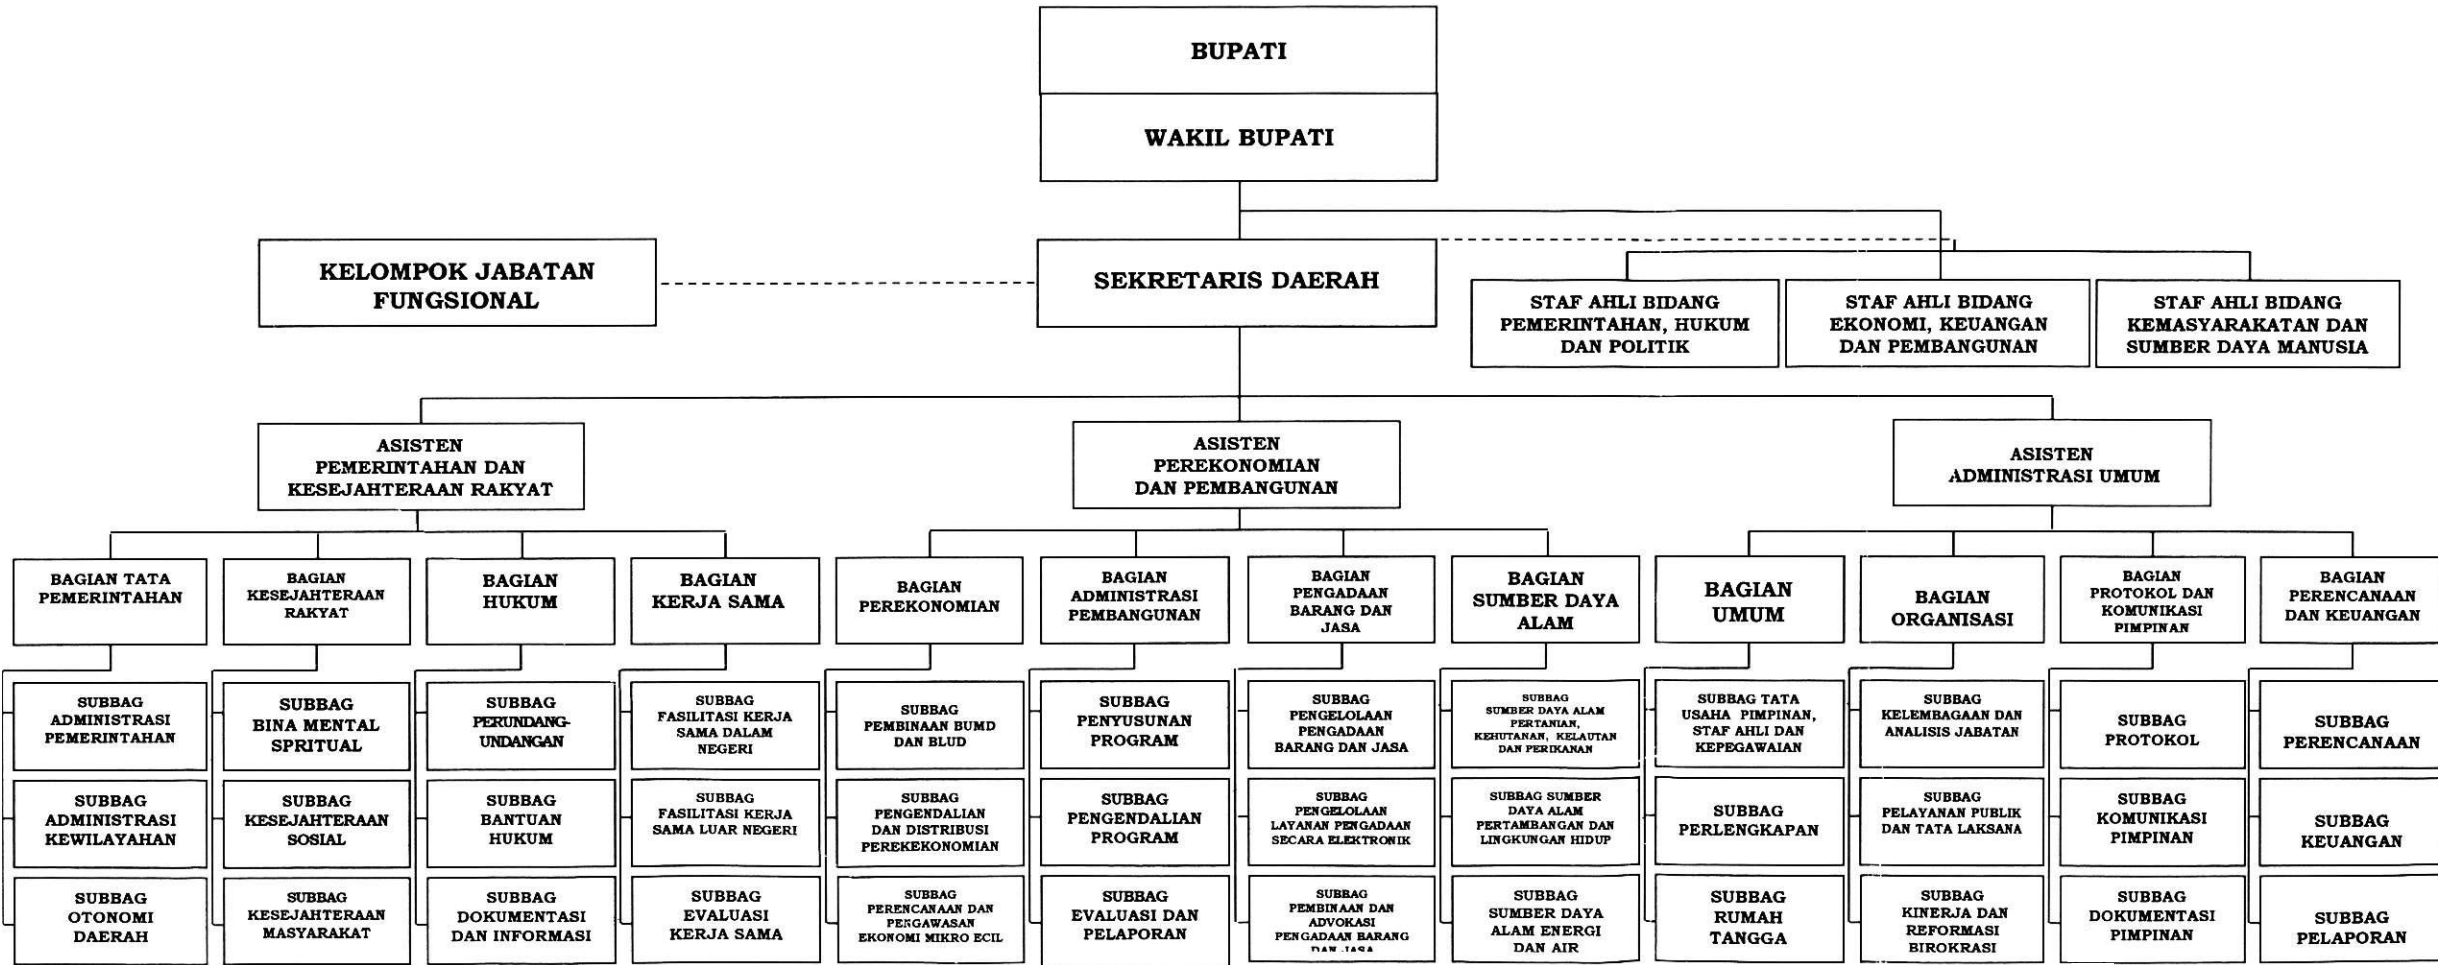 BUPATI
WAKIL BUPATI
KELOMPOK JABATAN
FUNGSIONAL
SEKRETARIS DAERAH
STAF AHLI BIDANG
PEMERINTAHAN, HUKUM
DAN POLITIK
STAF AHLI BIDANG
EKONOMI, KEUANGAN
DAN PEMBANGUNAN
STAF AHLI BIDANG
KEMASYARAKATAN DAN
SUMBER DAYA MANUSIA
ASISTEN
PEMERINTAHAN DAN
KESEJAHTERAAN RAKYAT
ASISTEN
PEREKONOMIAN
DAN PEMBANGUNAN
ASISTEN
ADMINISTRASI UMUM
BAGIAN TATA
PEMERINTAHAN
BAGIAN
KESEJAHTERAAN
RAKYAT
BAGIAN
HUKUM
BAGIAN
KERJA SAMA
BAGIAN
PEREKONOMIAN
BAGIAN
ADMINISTRASI
PEMBANGUNAN
BAGIAN
PENGADAAN
BARANG DAN
JASA
BAGIAN
SUMBER DAYA
ALAM
BAGIAN
UMUM
BAGIAN
ORGANISASI
BAGIAN
PROTOKOL DAN
KOMUNIKASI
PIMPINAN
BAGIAN
PERENCANAAN
DAN KEUANGAN
SUBBAG
ADMINISTRASI
PEMERINTAHAN
SUBBAG
BINA MENTAL
SPRITUAL
SUBBAG
PERUNDANG-
UNDANGAN
SUBBAG
FASILITASI KERJA
SAMA DALAM
NEGERI
SUBBAG
PEMBINAAN BUMD
DAN BLUD
SUBBAG
PENYUSUNAN
PROGRAM
SUBBAG
PENGELOLAAN
PENGADAAN
BARANG DAN JASA
SUBBAG
SUMBER DAYA ALAM
PERTANIAN,
KEHUTANAN, KELAUTAN
DAN PERIKANAN
SUBBAG TATA
USAHA PIMPINAN,
STAF AHLI DAN
KEPEGAWAIAN
SUBBAG
KELEMBAGAAN DAN
ANALISIS JABATAN
SUBBAG
PROTOKOL
SUBBAG
PERENCANAAN
SUBBAG
ADMINISTRASI
KEWILAYAHAN
SUBBAG
KESEJAHTERAAN
SOSIAL
SUBBAG
BANTUAN
HUKUM
SUBBAG
FASILITASI KERJA
SAMA LUAR NEGERI
SUBBAG
PENGENDALIAN
DAN DISTRIBUSI
PEREKEKONOMIAN
SUBBAG
PENGENDALIAN
PROGRAM
SUBBAG
PENGELOLAAN
LAYANAN PENGADAAN
SECARA ELEKTRONIK
SUBBAG SUMBER
DAYA ALAM
PERTAMBANGAN DAN
LINGKUNGAN HIDUP
SUBBAG
PERLENGKAPAN
SUBBAG
PELAYANAN PUBLIK
DAN TATA LAKSANA
SUBBAG
KOMUNIKASI
PIMPINAN
SUBBAG
KEUANGAN
SUBBAG
OTONOMI
DAERAH
SUBBAG
KESEJAHTERAAN
MASYARAKAT
SUBBAG
DOKUMENTASI
DAN INFORMASI
SUBBAG
EVALUASI
KERJA SAMA
SUBBAG
PERENCANAAN DAN
PENGAWASAN
EKONOMI MIKRO ECIL
SUBBAG
EVALUASI DAN
PELAPORAN
SUBBAG
PEMBINAAN DAN
ADVOKASI
PENGADAAN BARANG
DAN JASA
SUBBAG
SUMBER DAYA
ALAM ENERGI
DAN AIR
SUBBAG
RUMAH
TANGGA
SUBBAG
KINERJA DAN
REFORMASI
BIROKRASI
SUBBAG
DOKUMENTASI
PIMPINAN
SUBBAG
PELAPORAN